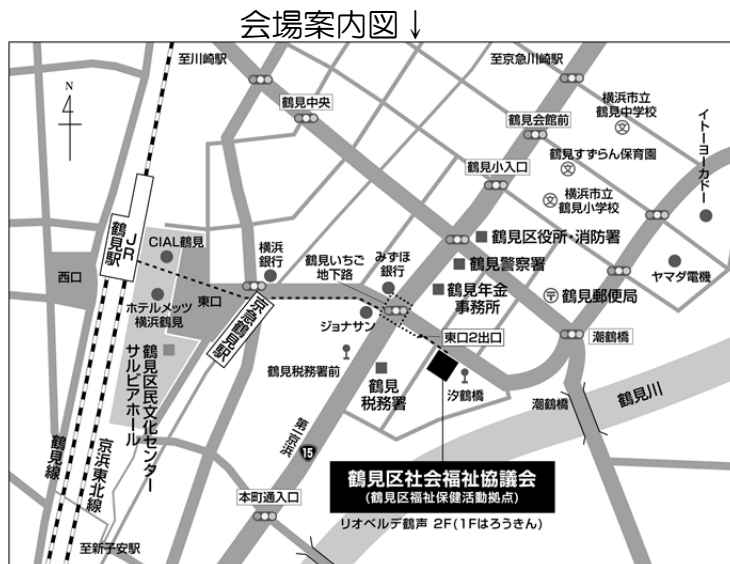 会場案内図↓
至川崎駅
至京急川崎駅
N
鶴見中央
鶴見会館前
横浜市立
鶴見中学校
イトーヨーカドー
文
鶴見すずらん保育園
文
鶴見小入口
横浜市立
鶴見小学校
文
JR
鶴見駅
CIAL鶴見
横浜
銀行
鶴見いちご
地下路
みずほ
銀行
鶴見区役所・消防署
鶴見警察署
ヤマダ電機
西口
東口
ホテルメッツ
横浜鶴見
京急鶴見駅
ジョナサン
鶴見年金
事務所
〒
鶴見郵便局
東口2出口
潮鶴橋
鶴見区民文化センター
サルビアホール
鶴見税務署前
鶴見
税務署
汐鶴橋
潮鶴橋
鶴見川
鶴見線
京浜東北線
第一京浜
15
鶴見区社会福祉協議会
(鶴見区福祉保健活動拠点)
本町通入口
リオベルデ鶴声 2F(1Fはろうきん)
至新子安駅